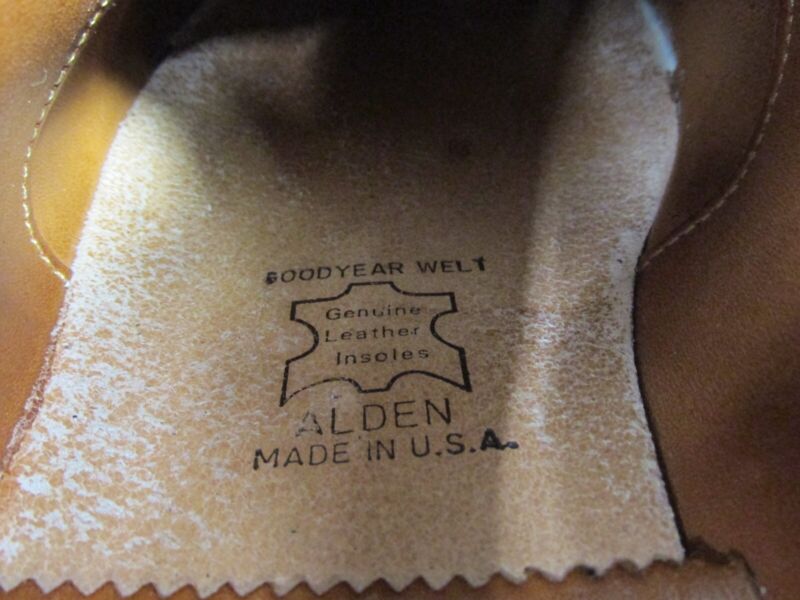 GOODYEAR WELT
Genuine
Leather
Insoles
ALDEN
MADE IN U.S.A.